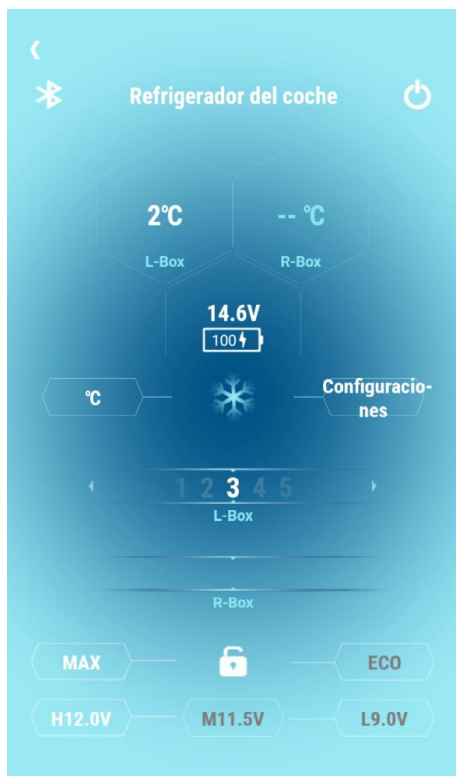 Refrigerador del coche
2°C
-- °C
L-Box
R-Box
14.6V
100
°C
Configuracio-
nes
1 2 3 4 5
L-Box
R-Box
MAX
ECO
H12.0V
M11.5V
L9.0V